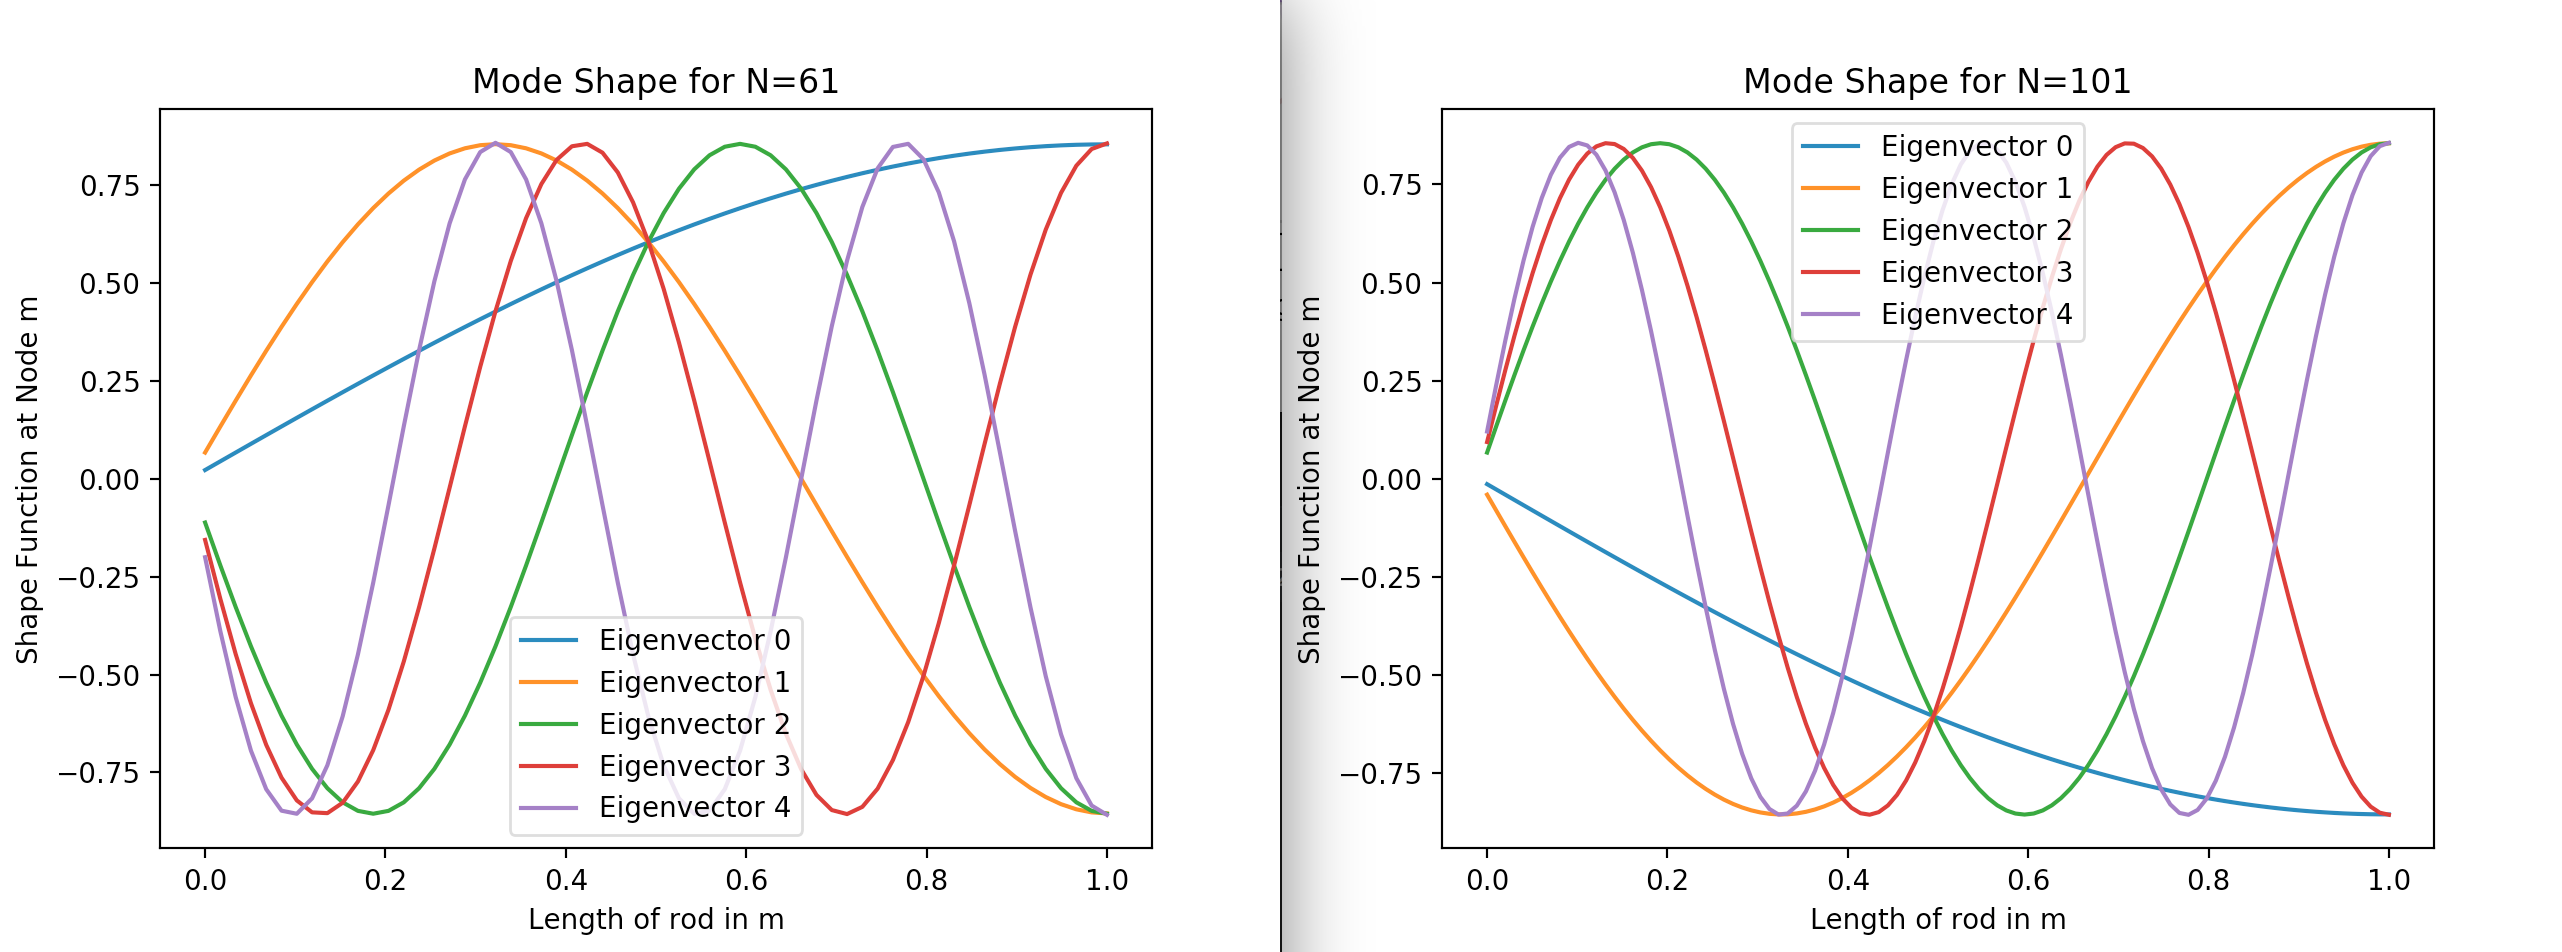 Mode Shape for N=61
Shape Function at Node m
0.75
0.50
0.25
0.00
−0.25
−0.50
−0.75
Eigenvector 0
Eigenvector 1
Eigenvector 2
Eigenvector 3
Eigenvector 4
0.0 0.2 0.4 0.6 0.8 1.0
Length of rod in m
Mode Shape for N=101
Shape Function at Node m
0.75
0.50
0.25
0.00
−0.25
−0.50
−0.75
Eigenvector 0
Eigenvector 1
Eigenvector 2
Eigenvector 3
Eigenvector 4
0.0 0.2 0.4 0.6 0.8 1.0
Length of rod in m